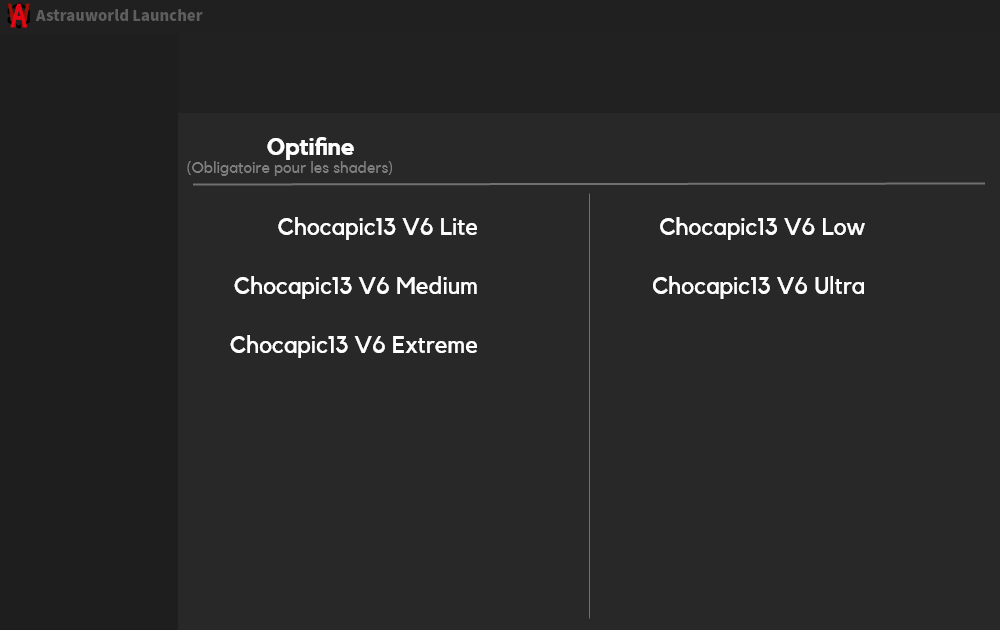 Astrauworld Launcher
Optifine
(Obligatoire pour les shaders)
Chocapic13 V6 Lite
Chocapic13 V6 Low
Chocapic13 V6 Medium
Chocapic13 V6 Ultra
Chocapic13 V6 Extreme